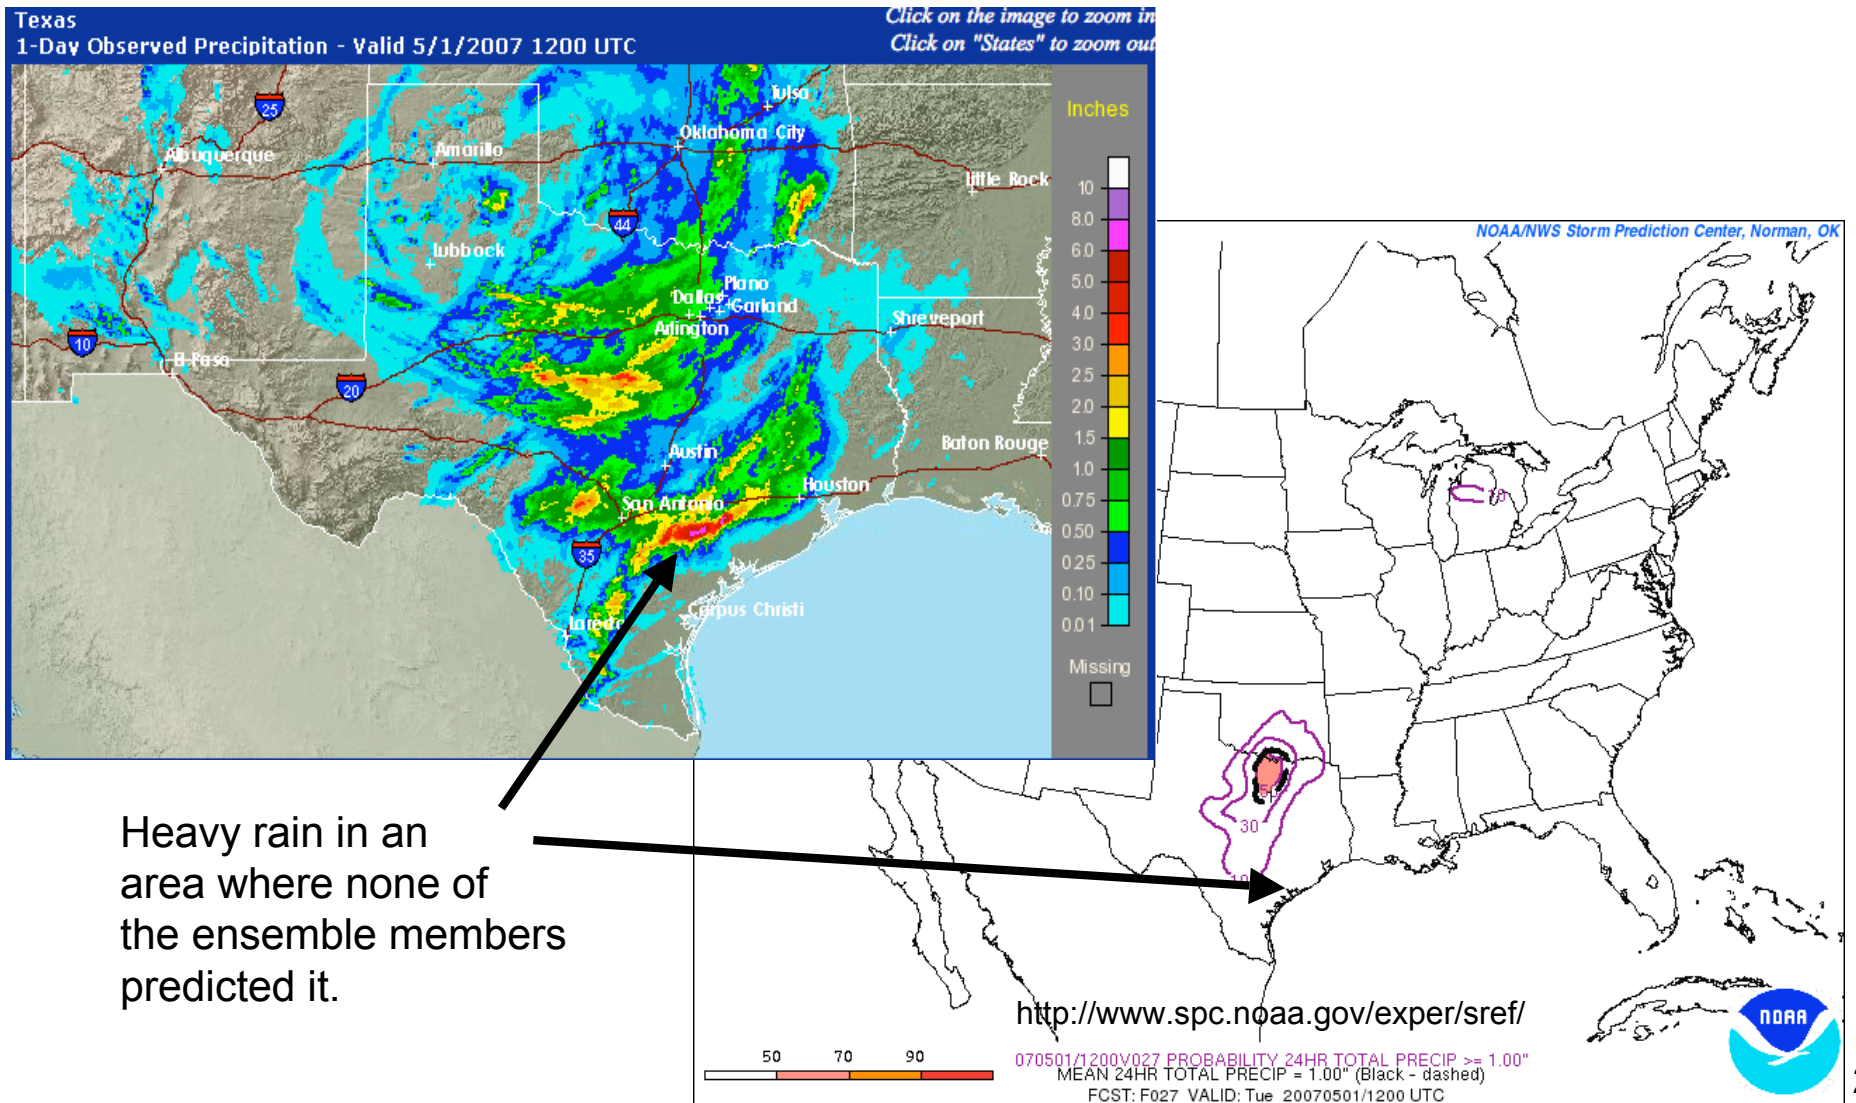 Texas
1-Day Observed Precipitation - Valid 5/1/2007 1200 UTC
Click on the image to zoom in
Click on "States" to zoom out
Inches
10
8.0
6.0
5.0
4.0
3.0
2.5
2.0
1.5
1.0
0.75
0.50
0.25
0.10
0.01
Missing
25
Tulsa
Oklahoma City
Albuquerque
Amarillo
Little Rock
44
Lubbock
Plano
Dallas
Garland
Arlington
Shreveport
10
El Paso
20
Baton Rouge
Austin
Houston
San Antonio
35
Corpus Christi
Laredo
NOAA/NWS Storm Prediction Center, Norman, OK
10
50
30
10
Heavy rain in an
area where none of
the ensemble members
predicted it.
http://www.spc.noaa.gov/exper/sref/
NOAA
50 70 90
070501/1200V027 PROBABILITY 24HR TOTAL PRECIP >= 1.00"
MEAN 24HR TOTAL PRECIP = 1.00" (Black - dashed)
FCST: F027 VALID: Tue 20070501/1200 UTC